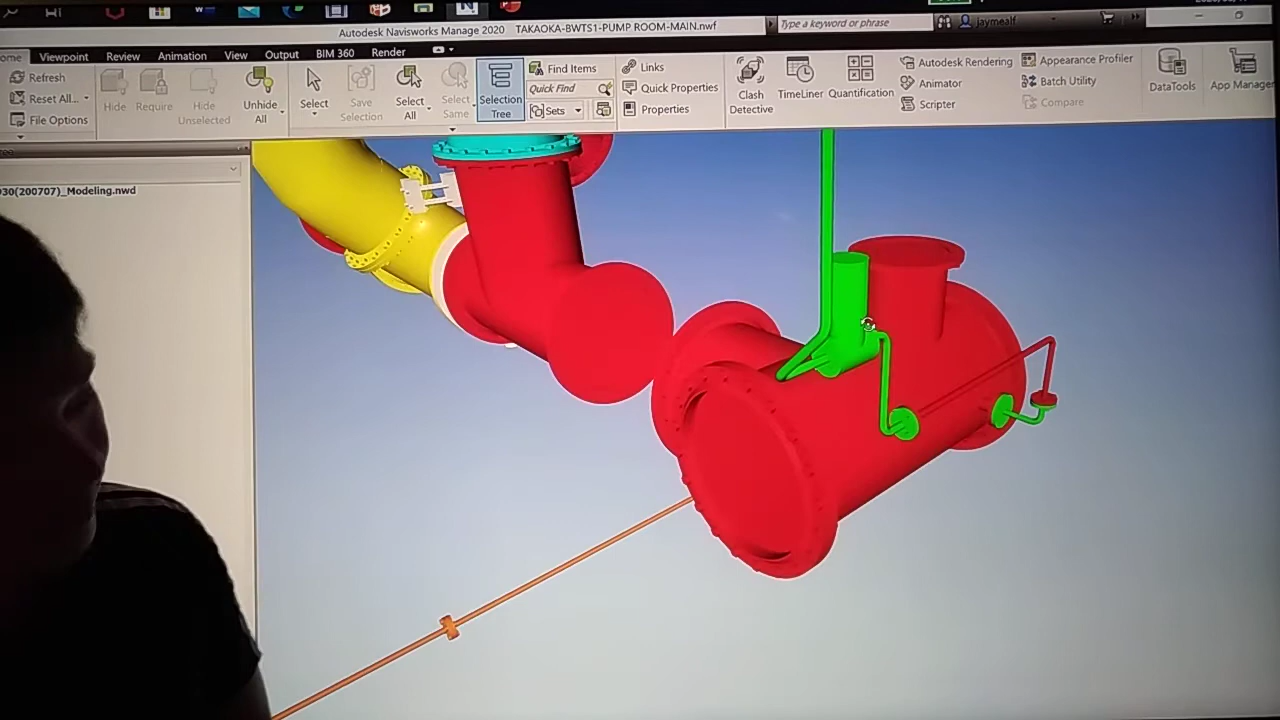 Autodesk Navisworks Manage 2020 TAKAOKA-BWTS1-PUMP ROOM-MAIN.nwf
Type a keyword or phrase
jaymealf
Viewpoint Review Animation View Output BIM 360 Render
Refresh
Reset All...
File Options
Hide
Require
Hide Unselected
Unhide All
Select
Save Selection
Select All
Select Same
Selection Tree
Find Items
Quick Find
Sets
Links
Quick Properties
Properties
Clash Detective
TimeLiner
Quantification
Autodesk Rendering
Animator
Scripter
Appearance Profiler
Batch Utility
Compare
DataTools
App Manager
30(200707)_Modeling.nwd